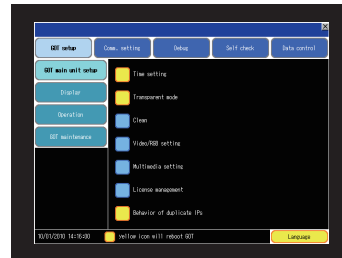 GOT setup
Comm. setting
Debug
Self check
Data control
GOT main unit setup
Display
Operation
GOT maintenance
Time setting
Transparent mode
Clean
Video/RGB setting
Multimedia setting
License management
Behavior of duplicate IPs
10/01/2010 14:16:00
yellow icon will reboot GOT
Language